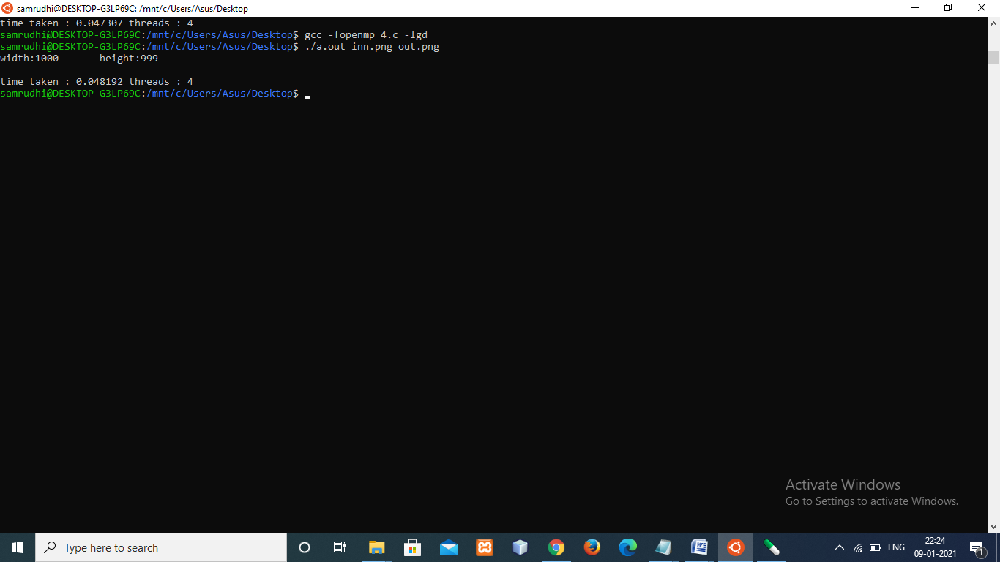 samrudhi@DESKTOP-G3LP69C: /mnt/c/Users/Asus/Desktop
time taken : 0.047307 threads : 4
samrudhi@DESKTOP-G3LP69C:/mnt/c/Users/Asus/Desktop$ gcc -fopenmp 4.c -lgd
samrudhi@DESKTOP-G3LP69C:/mnt/c/Users/Asus/Desktop$ ./a.out inn.png out.png
width:1000       height:999
time taken : 0.048192 threads : 4
samrudhi@DESKTOP-G3LP69C:/mnt/c/Users/Asus/Desktop$
Activate Windows
Go to Settings to activate Windows.
Type here to search
ENG
22:24
09-01-2021
1